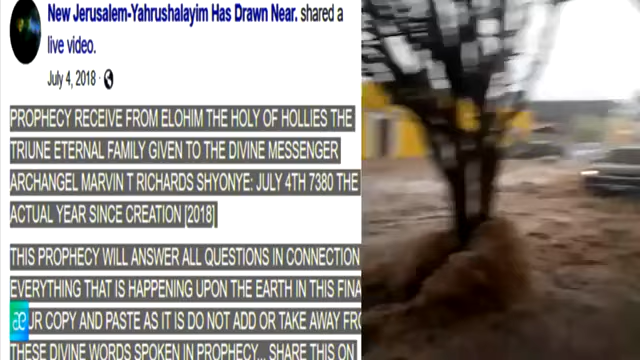 New Jerusalem-Yahrushalayim Has Drawn Near. shared a
live video.
July 4, 2018 ·
PROPHECY RECEIVE FROM ELOHIM THE HOLY OF HOLLIES THE
TRIUNE ETERNAL FAMILY GIVEN TO THE DIVINE MESSENGER
ARCHANGEL MARVIN T RICHARDS SHYONYE: JULY 4TH 7380 THE
ACTUAL YEAR SINCE CREATION [2018]
THIS PROPHECY WILL ANSWER ALL QUESTIONS IN CONNECTION
EVERYTHING THAT IS HAPPENING UPON THE EARTH IN THIS FINA
æ UR COPY AND PASTE AS IT IS DO NOT ADD OR TAKE AWAY FRO
THESE DIVINE WORDS SPOKEN IN PROPHECY... SHARE THIS ON